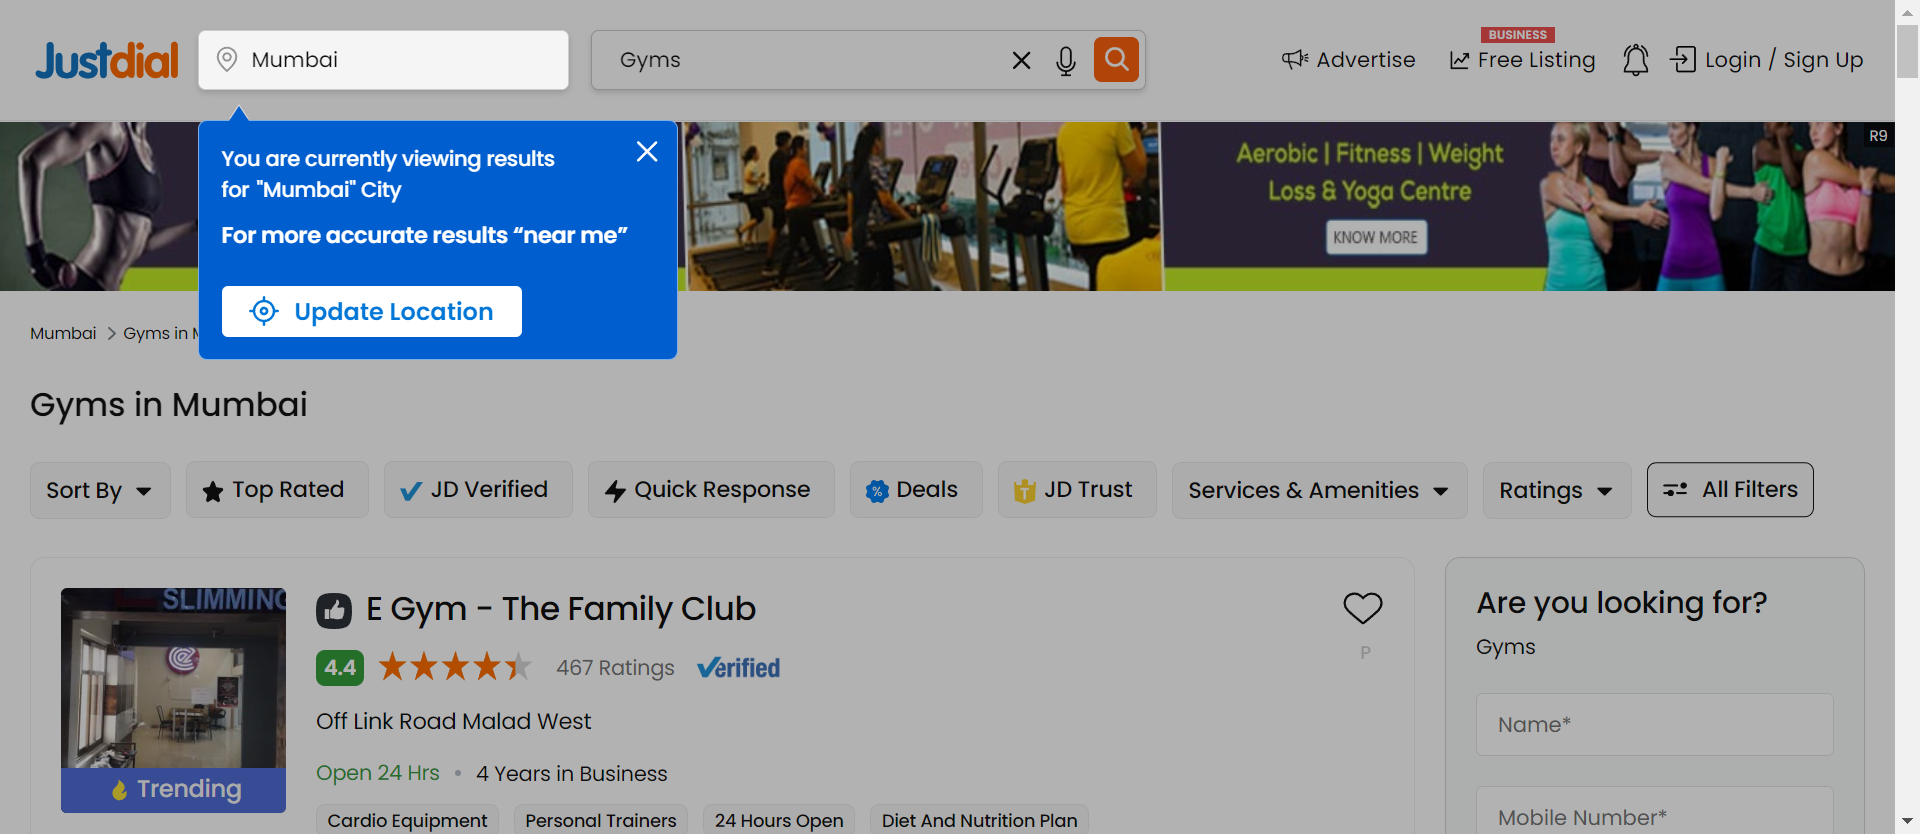 Justdial
Mumbai
Gyms
Advertise
BUSINESS
Free Listing
Login / Sign Up
You are currently viewing results
for "Mumbai" City
For more accurate results “near me”
Update Location
Aerobic | Fitness | Weight
Loss & Yoga Centre
KNOW MORE
R9
Mumbai > Gyms in
Gyms in Mumbai
Sort By
Top Rated
JD Verified
Quick Response
Deals
JD Trust
Services & Amenities
Ratings
All Filters
SLIMMING
Trending
E Gym - The Family Club
4.4
467 Ratings
Verified
Off Link Road Malad West
Open 24 Hrs • 4 Years in Business
Cardio Equipment
Personal Trainers
24 Hours Open
Diet And Nutrition Plan
P
Are you looking for?
Gyms
Name*
Mobile Number*